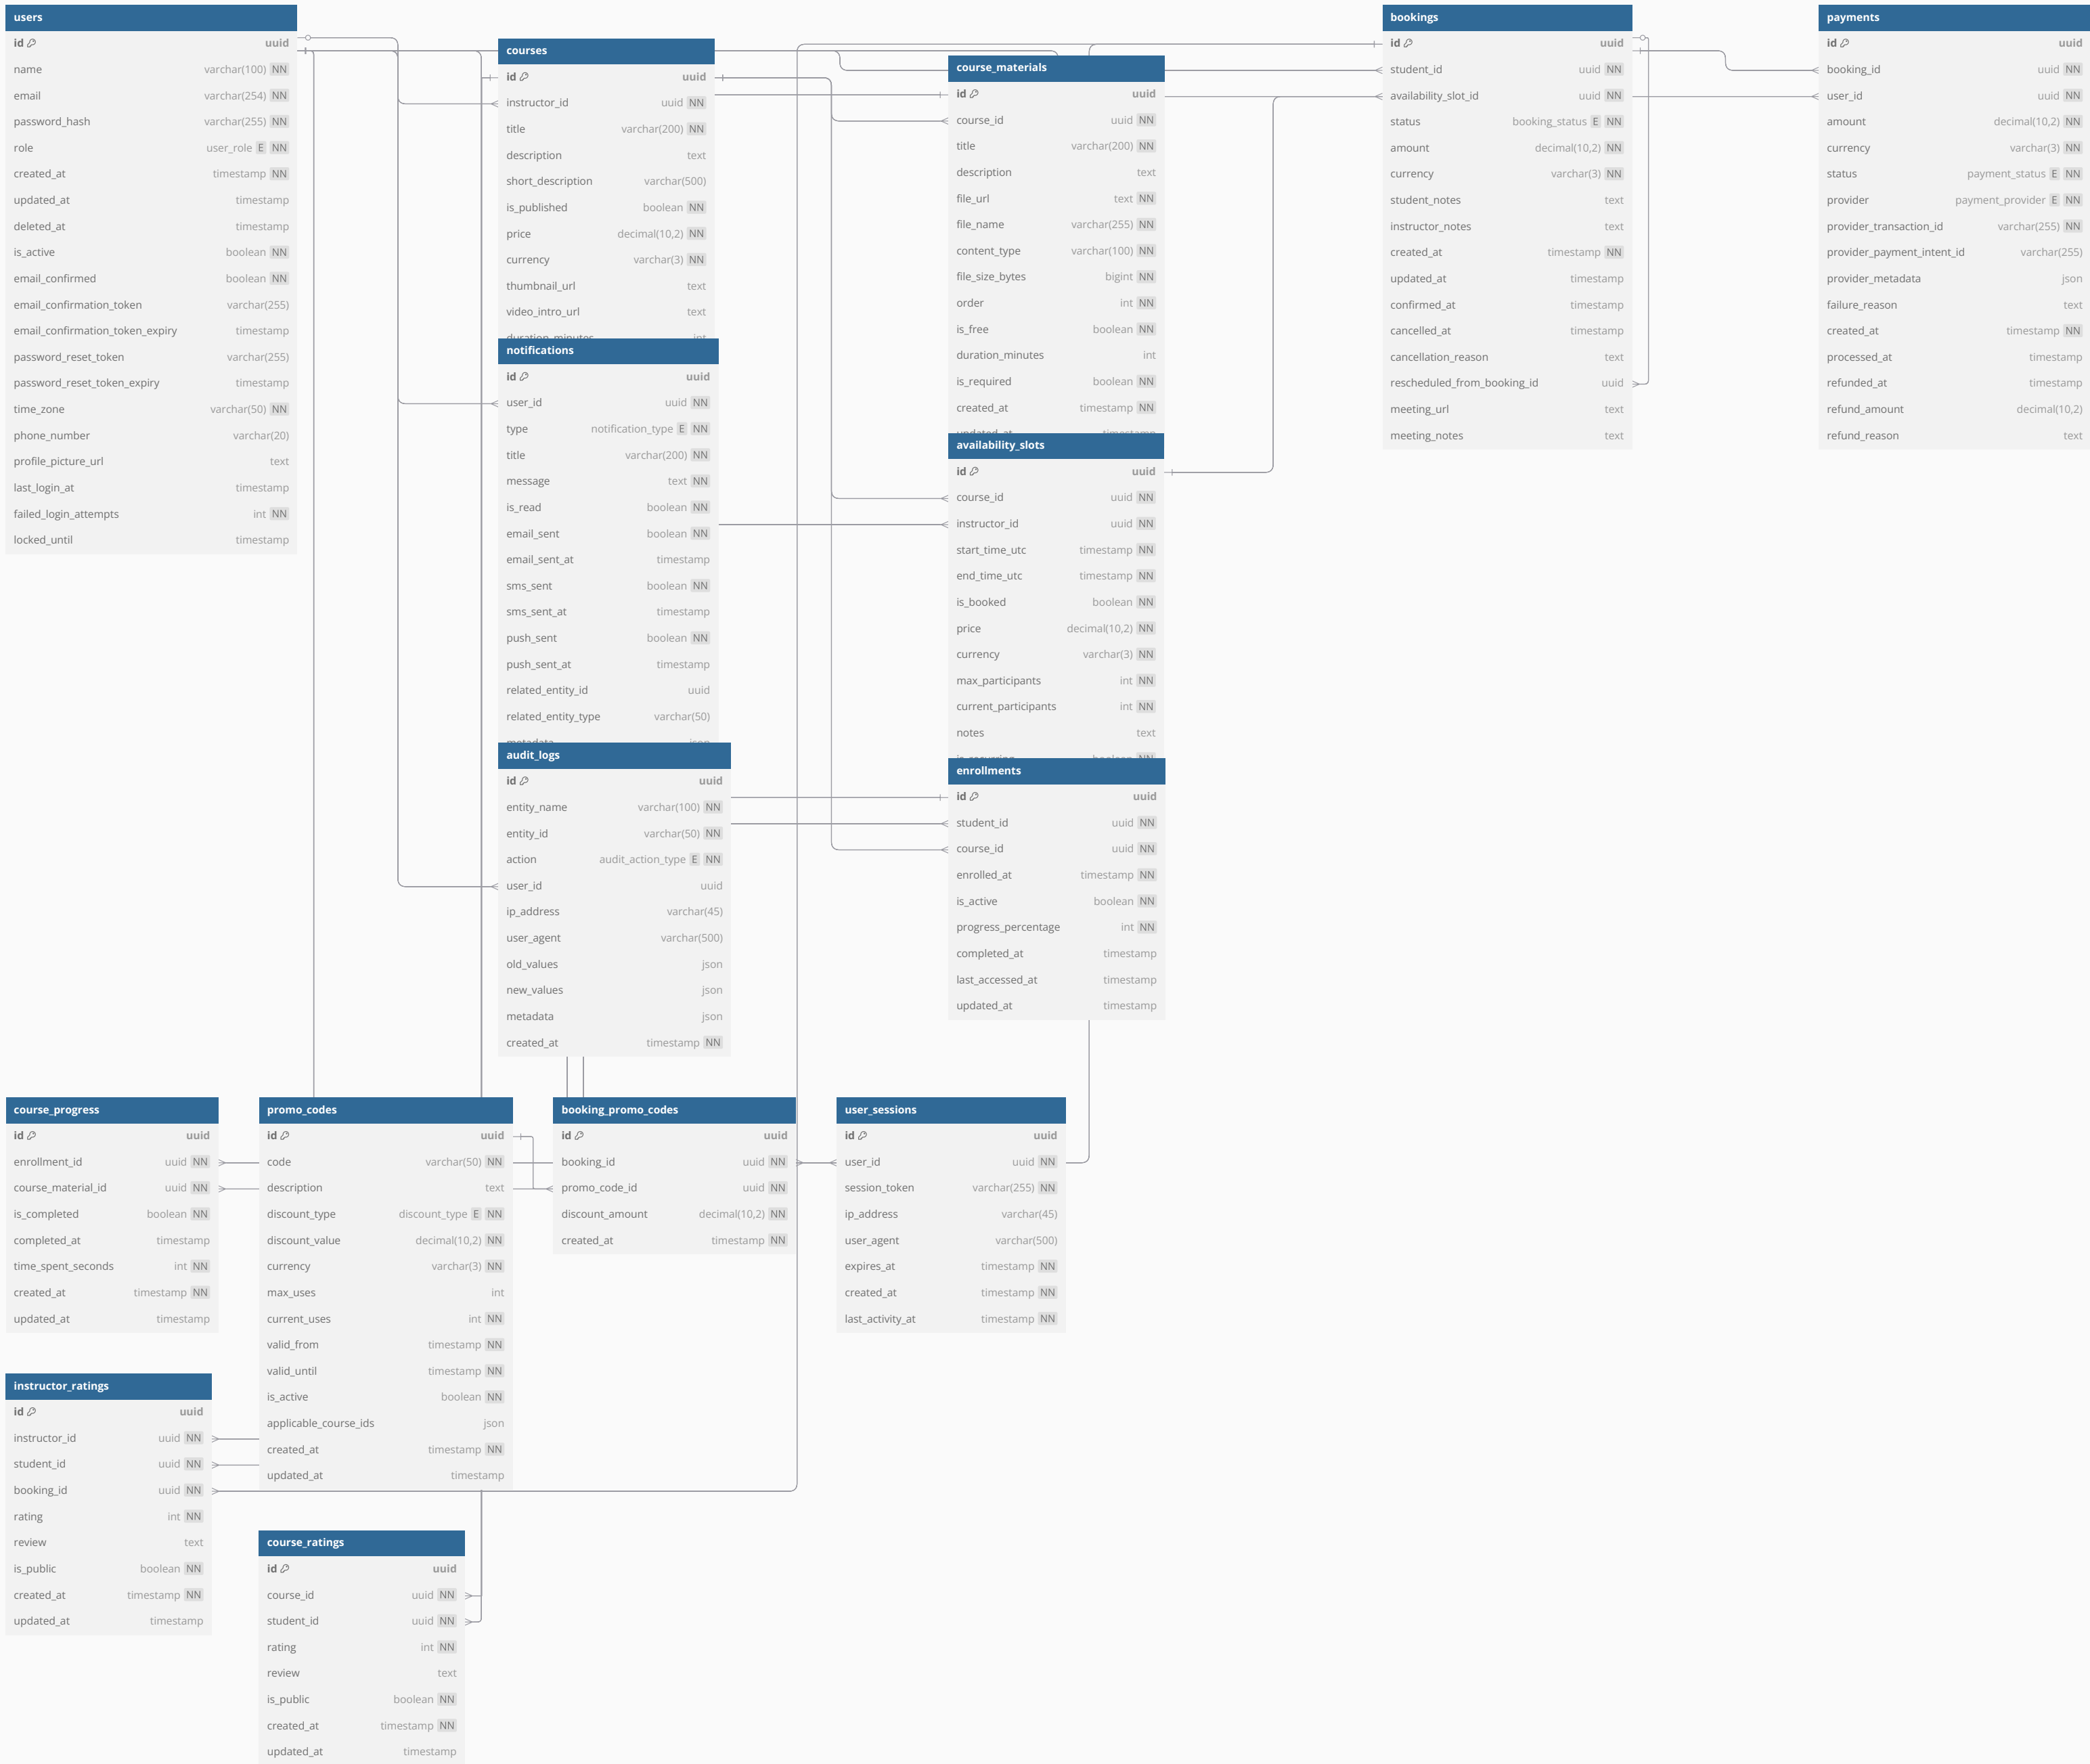 users
id uuid
name varchar(100) NN
email varchar(254) NN
password_hash varchar(255) NN
role user_role E NN
created_at timestamp NN
updated_at timestamp
deleted_at timestamp
is_active boolean NN
email_confirmed boolean NN
email_confirmation_token varchar(255)
email_confirmation_token_expiry timestamp
password_reset_token varchar(255)
password_reset_token_expiry timestamp
time_zone varchar(50) NN
phone_number varchar(20)
profile_picture_url text
last_login_at timestamp
failed_login_attempts int NN
locked_until timestamp
courses
id uuid
instructor_id uuid NN
title varchar(200) NN
description text
short_description varchar(500)
is_published boolean NN
price decimal(10,2) NN
currency varchar(3) NN
thumbnail_url text
video_intro_url text
duration_minutes int
notifications
id uuid
user_id uuid NN
type notification_type E NN
title varchar(200) NN
message text NN
is_read boolean NN
email_sent boolean NN
email_sent_at timestamp
sms_sent boolean NN
sms_sent_at timestamp
push_sent boolean NN
push_sent_at timestamp
related_entity_id uuid
related_entity_type varchar(50)
metadata json
audit_logs
id uuid
entity_name varchar(100) NN
entity_id varchar(50) NN
action audit_action_type E NN
user_id uuid
ip_address varchar(45)
user_agent varchar(500)
old_values json
new_values json
metadata json
created_at timestamp NN
course_materials
id uuid
course_id uuid NN
title varchar(200) NN
description text
file_url text NN
file_name varchar(255) NN
content_type varchar(100) NN
file_size_bytes bigint NN
order int NN
is_free boolean NN
duration_minutes int
is_required boolean NN
created_at timestamp NN
updated_at timestamp
availability_slots
id uuid
course_id uuid NN
instructor_id uuid NN
start_time_utc timestamp NN
end_time_utc timestamp NN
is_booked boolean NN
price decimal(10,2) NN
currency varchar(3) NN
max_participants int NN
current_participants int NN
notes text
is_recurring boolean NN
enrollments
id uuid
student_id uuid NN
course_id uuid NN
enrolled_at timestamp NN
is_active boolean NN
progress_percentage int NN
completed_at timestamp
last_accessed_at timestamp
updated_at timestamp
bookings
id uuid
student_id uuid NN
availability_slot_id uuid NN
status booking_status E NN
amount decimal(10,2) NN
currency varchar(3) NN
student_notes text
instructor_notes text
created_at timestamp NN
updated_at timestamp
confirmed_at timestamp
cancelled_at timestamp
cancellation_reason text
rescheduled_from_booking_id uuid
meeting_url text
meeting_notes text
payments
id uuid
booking_id uuid NN
user_id uuid NN
amount decimal(10,2) NN
currency varchar(3) NN
status payment_status E NN
provider payment_provider E NN
provider_transaction_id varchar(255) NN
provider_payment_intent_id varchar(255)
provider_metadata json
failure_reason text
created_at timestamp NN
processed_at timestamp
refunded_at timestamp
refund_amount decimal(10,2)
refund_reason text
course_progress
id uuid
enrollment_id uuid NN
course_material_id uuid NN
is_completed boolean NN
completed_at timestamp
time_spent_seconds int NN
created_at timestamp NN
updated_at timestamp
promo_codes
id uuid
code varchar(50) NN
description text
discount_type discount_type E NN
discount_value decimal(10,2) NN
currency varchar(3) NN
max_uses int
current_uses int NN
valid_from timestamp NN
valid_until timestamp NN
is_active boolean NN
applicable_course_ids json
created_at timestamp NN
updated_at timestamp
booking_promo_codes
id uuid
booking_id uuid NN
promo_code_id uuid NN
discount_amount decimal(10,2) NN
created_at timestamp NN
user_sessions
id uuid
user_id uuid NN
session_token varchar(255) NN
ip_address varchar(45)
user_agent varchar(500)
expires_at timestamp NN
created_at timestamp NN
last_activity_at timestamp NN
instructor_ratings
id uuid
instructor_id uuid NN
student_id uuid NN
booking_id uuid NN
rating int NN
review text
is_public boolean NN
created_at timestamp NN
updated_at timestamp
course_ratings
id uuid
course_id uuid NN
student_id uuid NN
rating int NN
review text
is_public boolean NN
created_at timestamp NN
updated_at timestamp